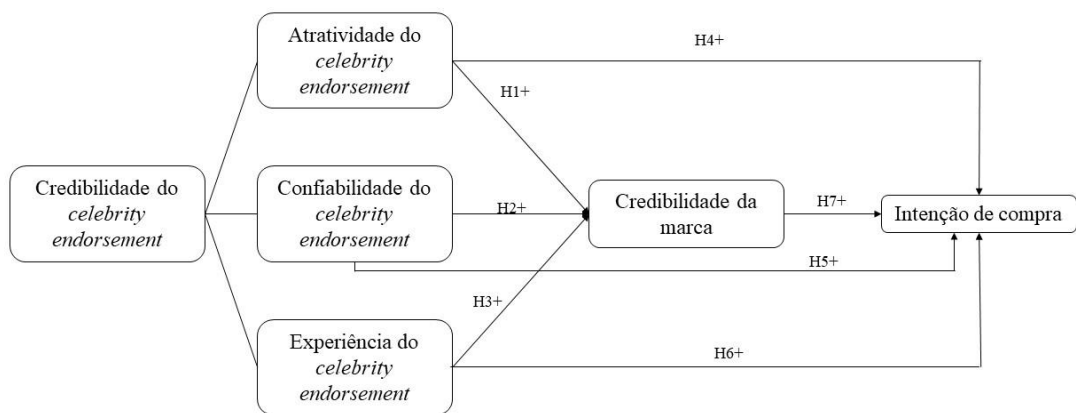 Atratividade do
celebrity
endorsement
H4+
H1+
Credibilidade do
celebrity
endorsement
Confiabilidade do
celebrity
endorsement
H2+
Credibilidade da
marca
H7+
Intenção de compra
H5+
H3+
Experiência do
celebrity
endorsement
H6+